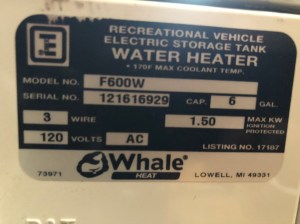 RECREATIONAL VEHICLE
ELECTRIC STORAGE TANK
WATER HEATER
• 170F MAX COOLANT TEMP.
MODEL NO. F600W
SERIAL NO. 121616929 CAP. 6 GAL.
3 WIRE 1.50 MAX KW
IGNITION PROTECTED
120 VOLTS AC LISTING NO. 17187
Whale®
HEAT
73971 LOWELL, MI 49331